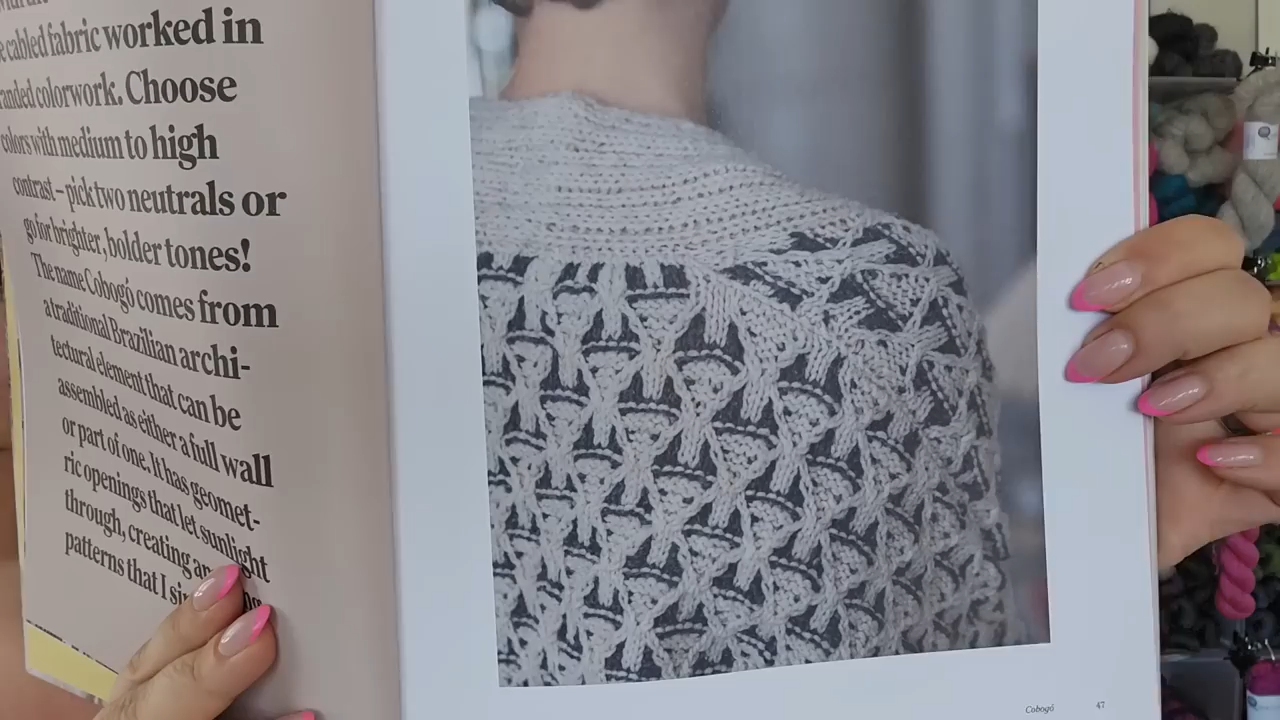 cabled fabric worked in
colorwork. Choose
colors with medium to high
contrast – pick two neutrals or
go for brighter, bolder tones!
The name Cobogó comes from
a traditional Brazilian archi-
tectural element that can be
assembled as either a full wall
or part of one. It has geomet-
ric openings that let sunlight
through, creating
patterns that I
Cobogó 47